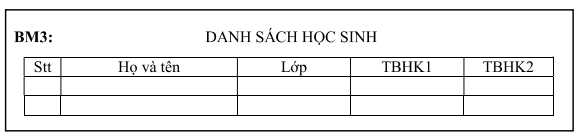 BM3: DANH SÁCH HỌC SINH
Stt Họ và tên Lớp TBHK1 TBHK2